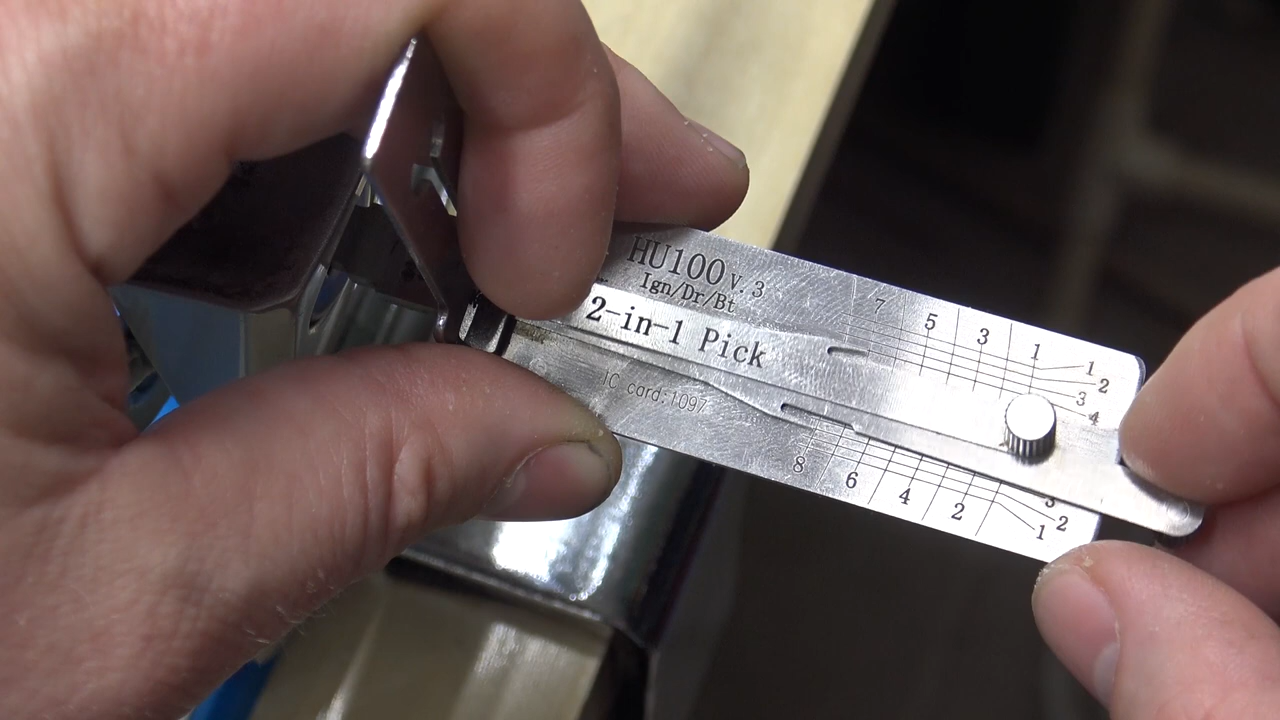 HU100 V.3
Ign/Dr/Bt
2-in-1 Pick
IC card:1097
7 5 3 1
1
2
3
4
8 6 4 2
3
2
1